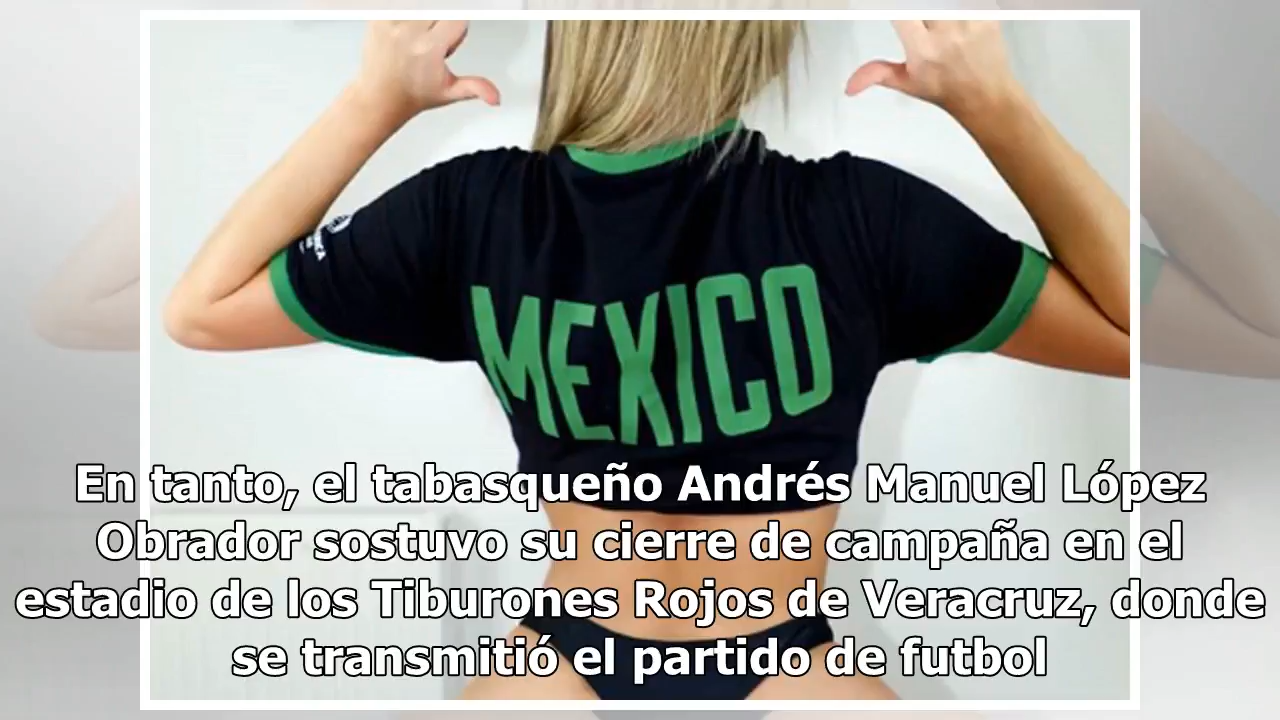 MEXICO
En tanto, el tabasqueño Andrés Manuel López
Obrador sostuvo su cierre de campaña en el
estadio de los Tiburones Rojos de Veracruz, donde
se transmitió el partido de futbol